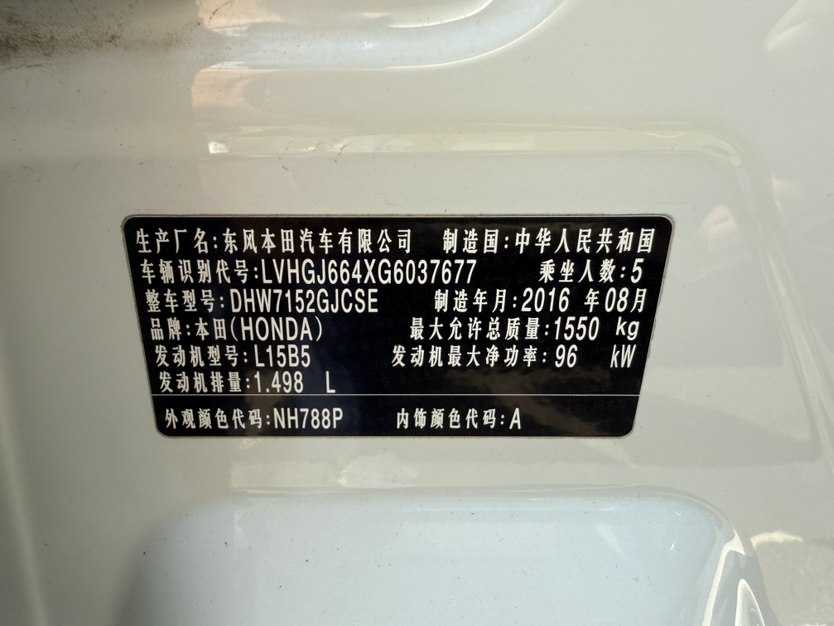 生产厂名:东风本田汽车有限公司 制造国:中华人民共和国
车辆识别代号:LVHGJ664XG6037677 乘坐人数:5
整车型号:DHW7152GJCSE 制造年月:2016 年08月
品牌:本田(HONDA) 最大允许总质量:1550 kg
发动机型号:L15B5 发动机最大净功率:96 kW
发动机排量:1.498 L
外观颜色代码:NH788P 内饰颜色代码:A